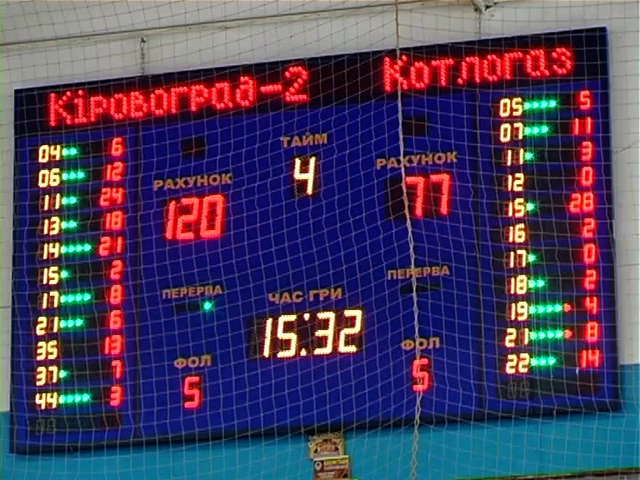 Кіровоград-2
Котлогаз
04 6
06 12
11 24
13 18
14 21
15 2
17 8
21 6
35 13
37 7
44 3
РАХУНОК
120
ПЕРЕРВА
ФОЛ
5
ТАЙМ
4
ЧАС ГРИ
15:32
РАХУНОК
77
ПЕРЕРВА
ФОЛ
5
05 5
07 11
11 3
12 0
15 28
16 2
17 0
18 2
19 4
21 8
22 14